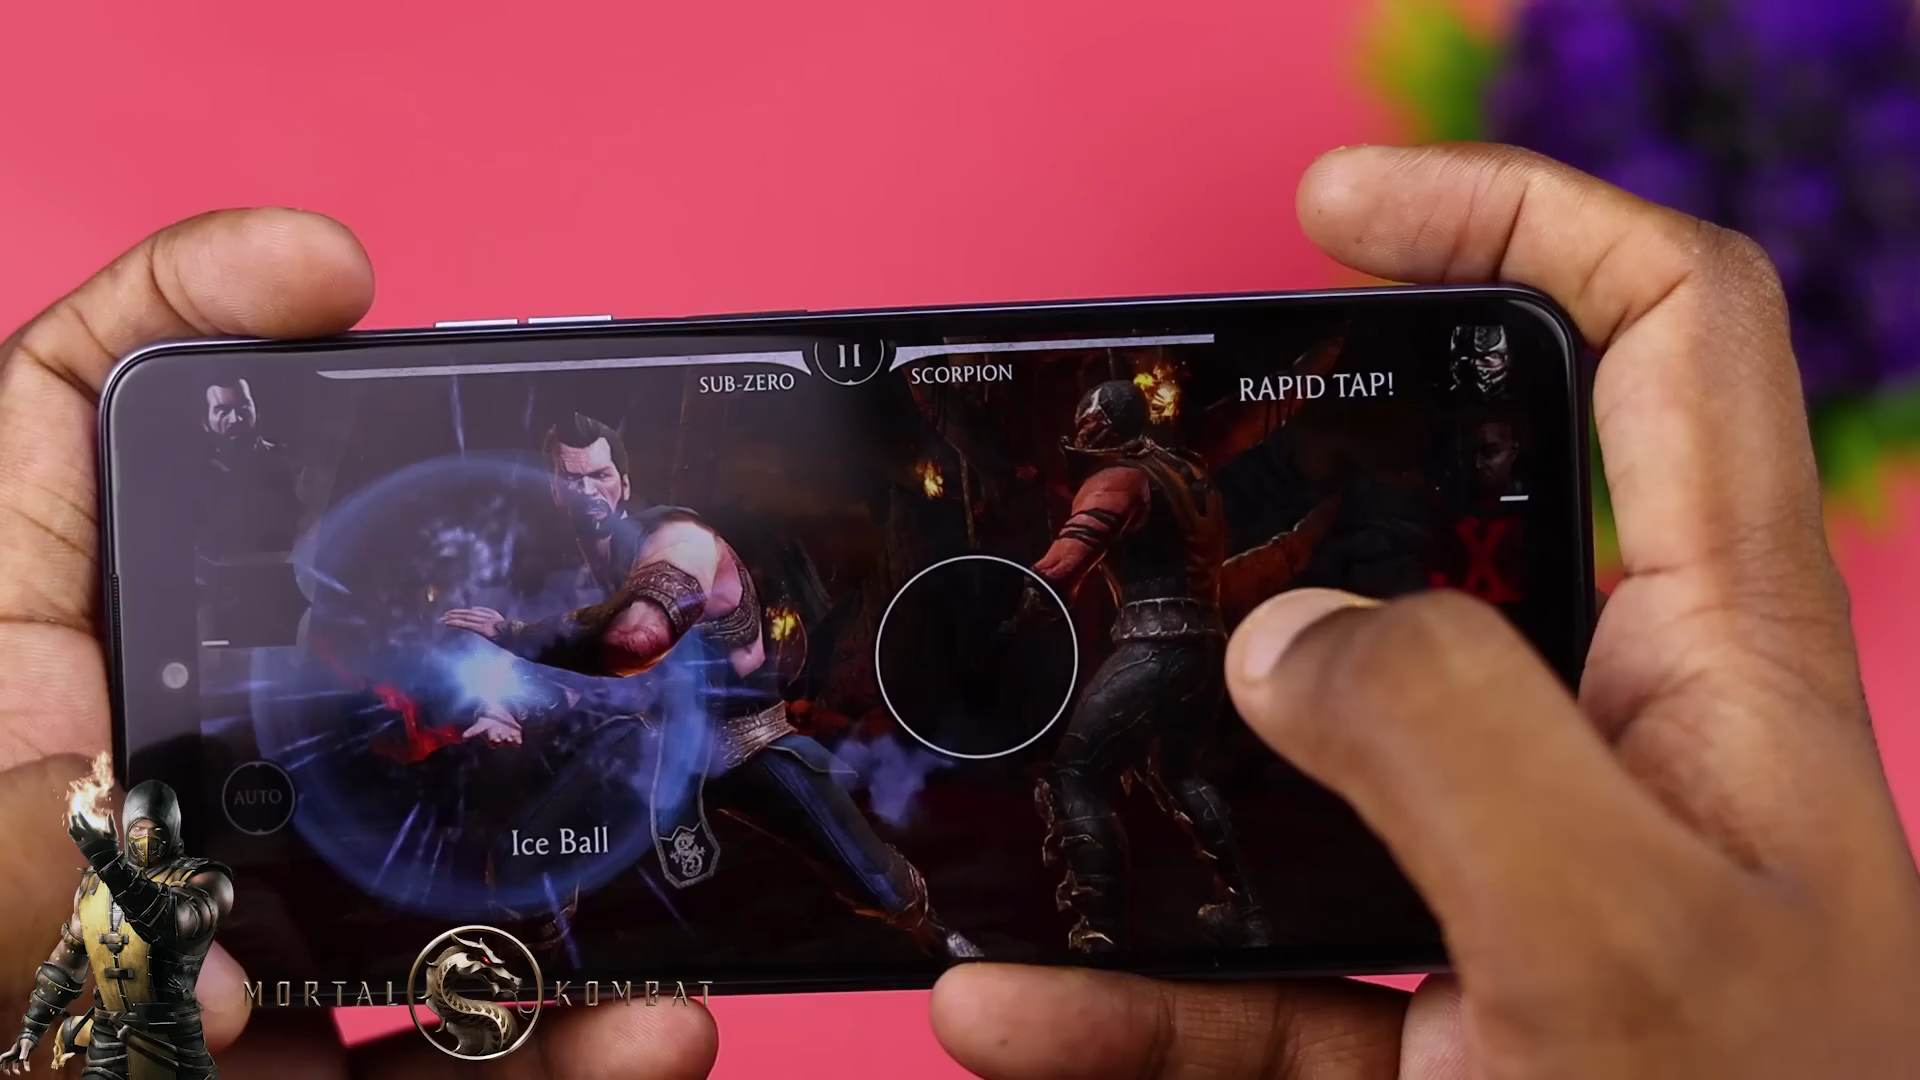 SUB-ZERO
SCORPION
RAPID TAP!
AUTO
Ice Ball
MORTAL KOMBAT